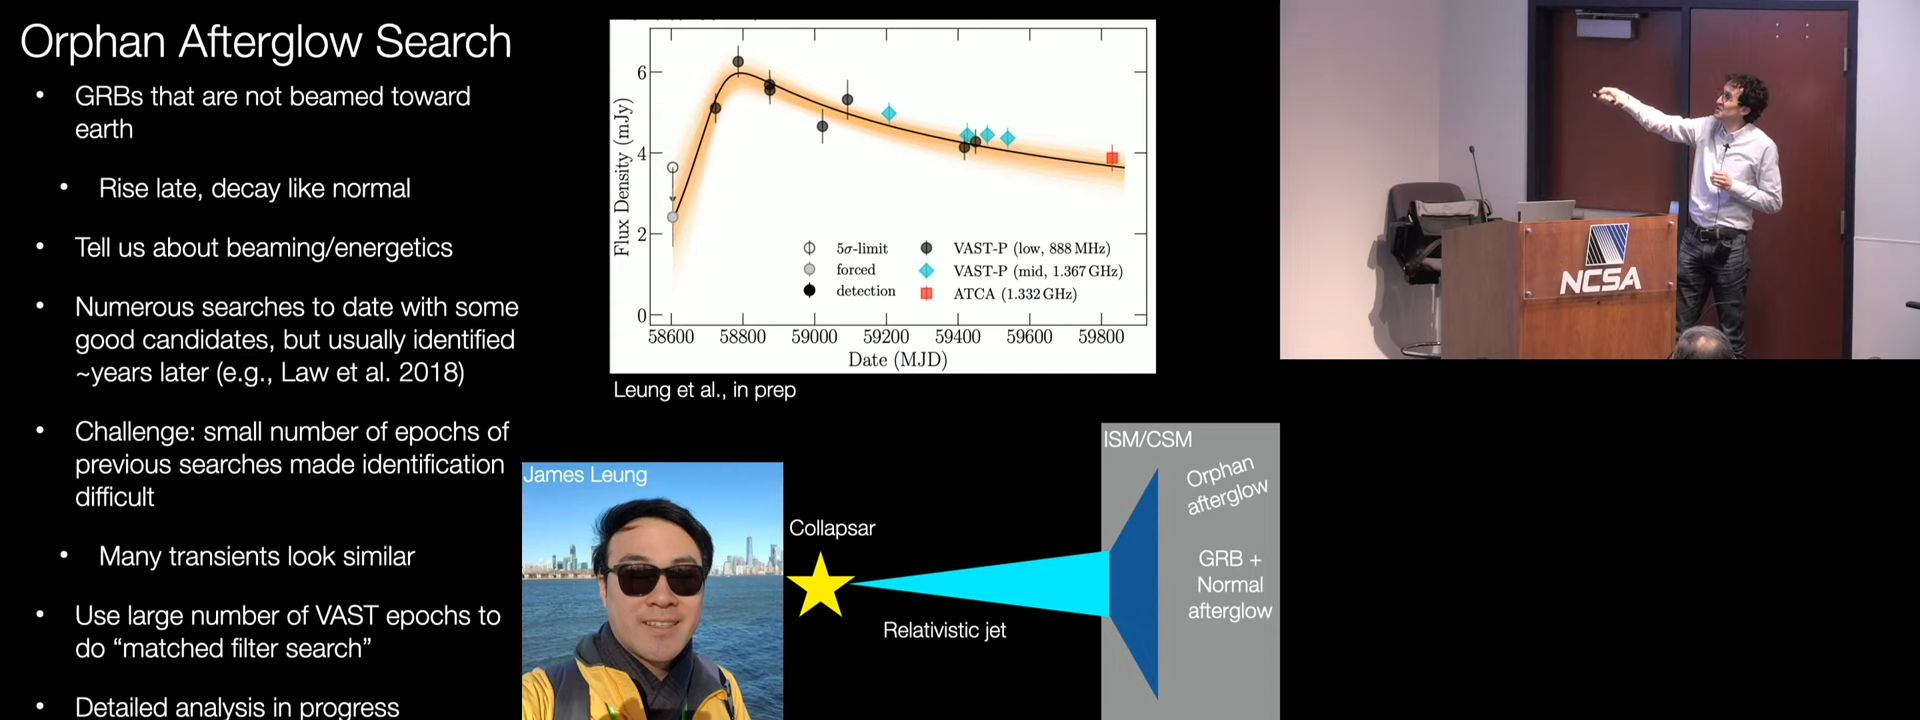 Orphan Afterglow Search
• GRBs that are not beamed toward
earth
• Rise late, decay like normal
• Tell us about beaming/energetics
• Numerous searches to date with some
good candidates, but usually identified
~years later (e.g., Law et al. 2018)
• Challenge: small number of epochs of
previous searches made identification
difficult
• Many transients look similar
• Use large number of VAST epochs to
do “matched filter search”
• Detailed analysis in progress
Flux Density (mJy)
6
4
2
0
5σ-limit
forced
detection
VAST-P (low, 888 MHz)
VAST-P (mid, 1.367 GHz)
ATCA (1.332 GHz)
58600 58800 59000 59200 59400 59600 59800
Date (MJD)
Leung et al., in prep
James Leung
Collapsar
Relativistic jet
ISM/CSM
Orphan
afterglow
GRB +
Normal
afterglow
NCSA